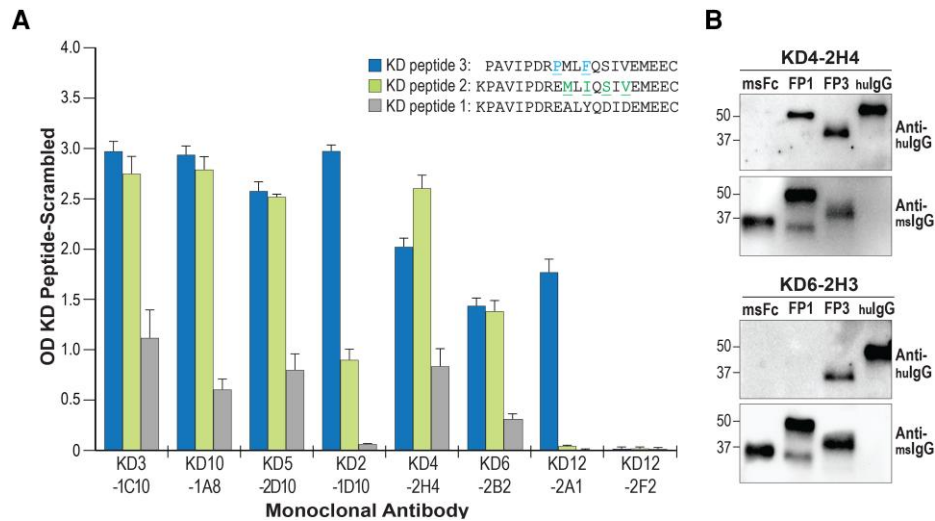 A
4.0
3.5
3.0
2.5
2.0
1.5
1.0
0.5
0
OD KD Peptide-Scrambled
KD peptide 3: PAVIPDRPMLFQSIVEMEEC
KD peptide 2: KPAVIPDREMLIQSIVEMEEC
KD peptide 1: KPAVIPDREALYQDIDEMEEC
KD3 KD10 KD5 KD2 KD4 KD6 KD12 KD12
-1C10 -1A8 -2D10 -1D10 -2H4 -2B2 -2A1 -2F2
Monoclonal Antibody
B
KD4-2H4
msFc FP1 FP3 huIgG
50
37
Anti-
huIgG
50
37
Anti-
msIgG
KD6-2H3
msFc FP1 FP3 huIgG
50
37
Anti-
huIgG
50
37
Anti-
msIgG